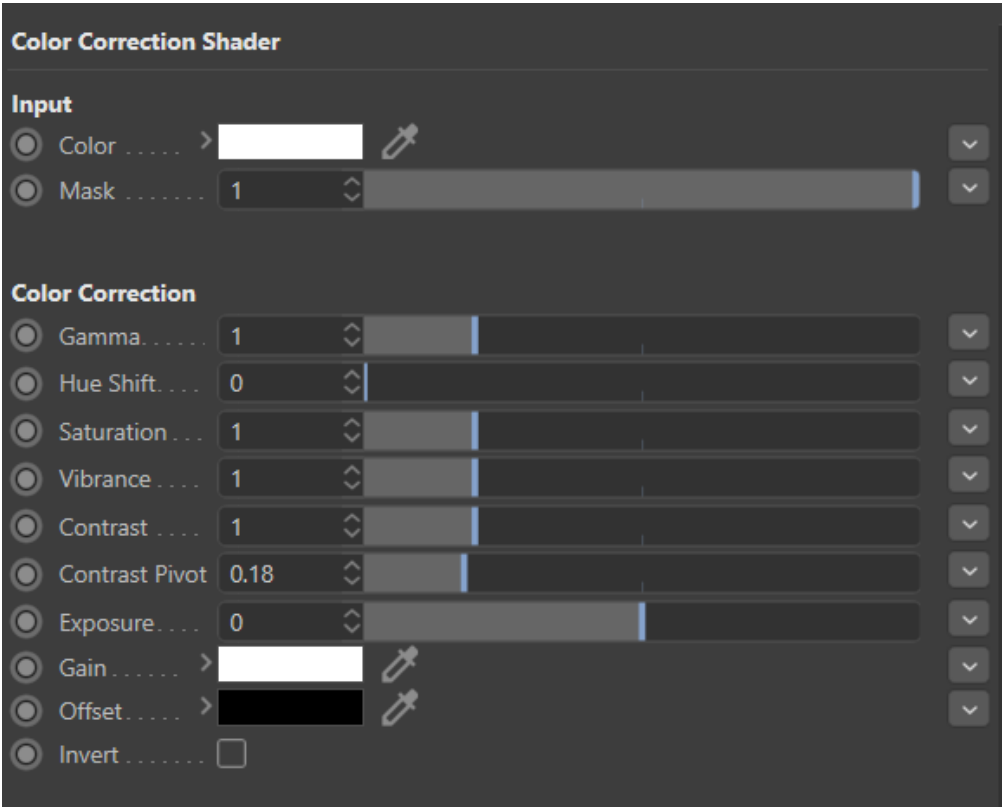 Color Correction Shader
Input
Color . . . . .
Mask . . . . . . . 1
Color Correction
Gamma. . . . . . 1
Hue Shift. . . . 0
Saturation . . . 1
Vibrance . . . . 1
Contrast . . . . 1
Contrast Pivot 0.18
Exposure. . . . 0
Gain . . . . . .
Offset. . . . .
Invert . . . . . . .